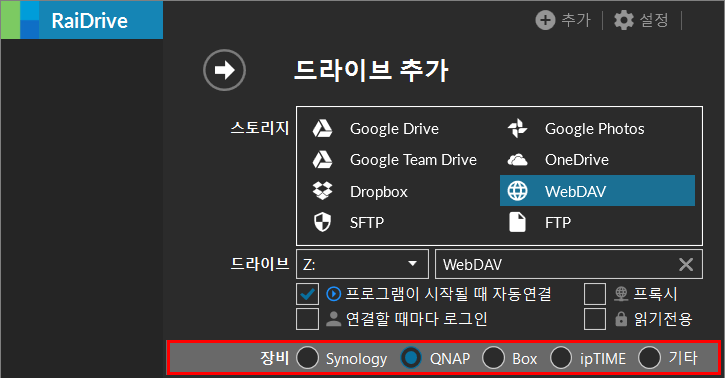 RaiDrive
추가 설정
드라이브 추가
스토리지
Google Drive Google Photos
Google Team Drive OneDrive
Dropbox WebDAV
SFTP FTP
드라이브 Z: WebDAV
프로그램이 시작될 때 자동연결 프록시
연결할 때마다 로그인 읽기전용
장비 Synology QNAP Box ipTIME 기타